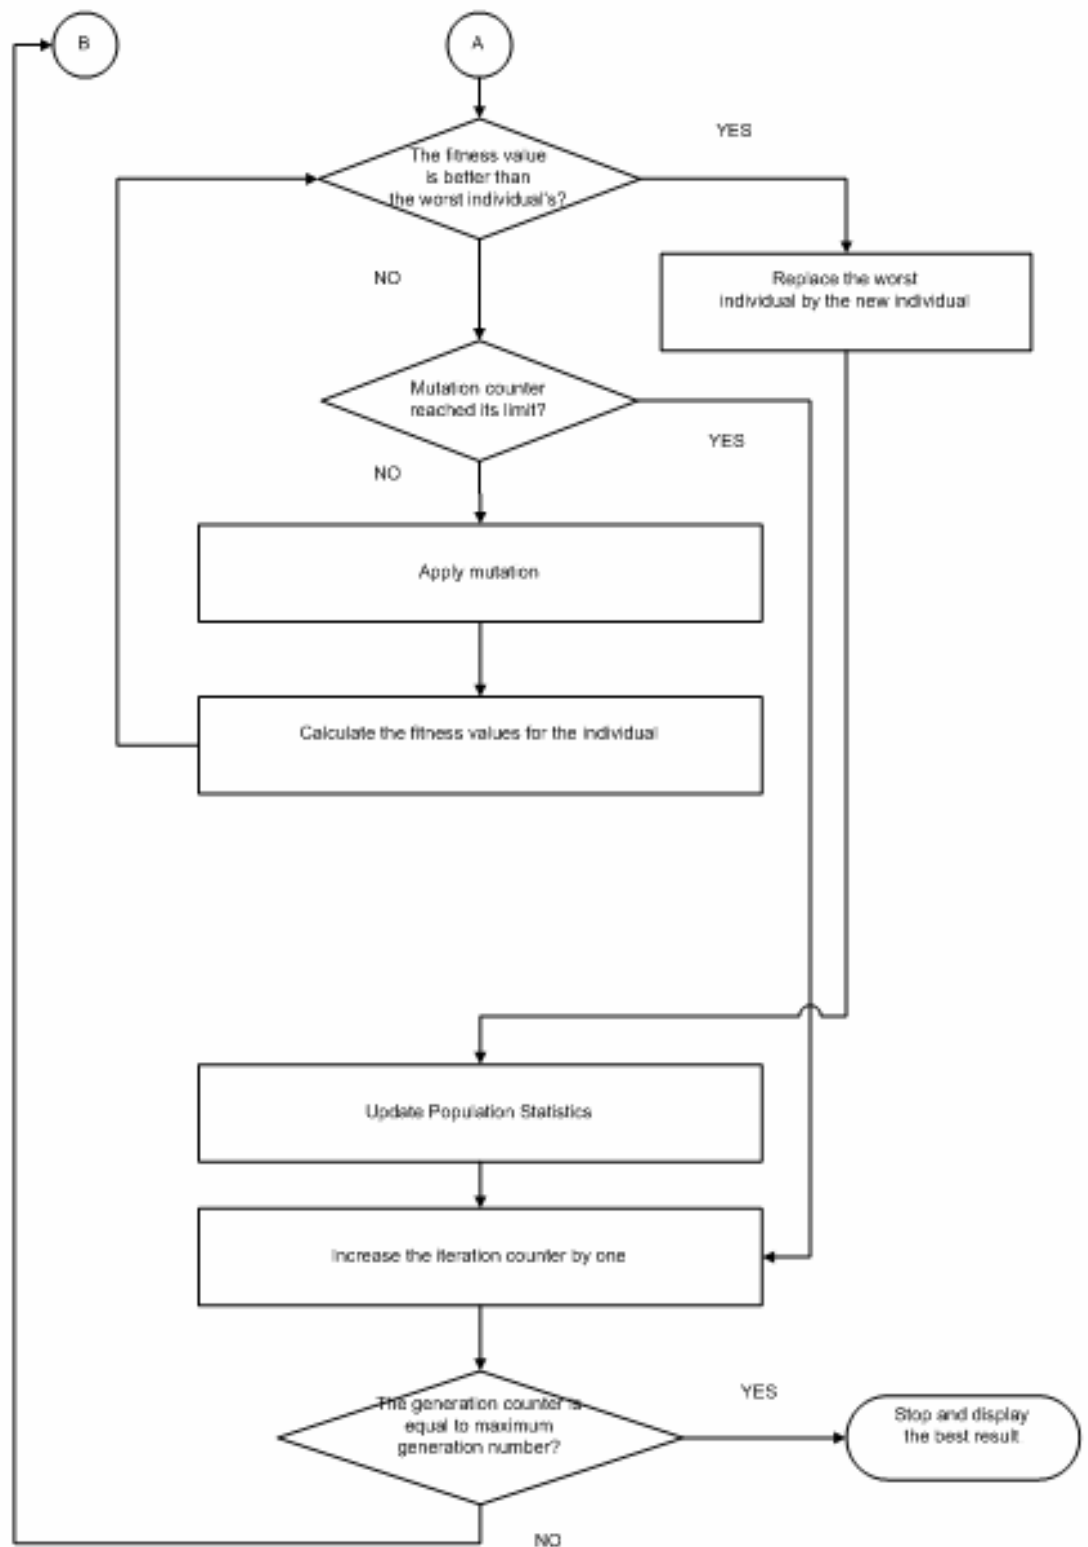 B
A
YES
The fitness value
is better than
the worst individual's?
NO
Replace the worst
individual by the new individual
Mutation counter
reached its limit?
YES
NO
Apply mutation
Calculate the fitness values for the individual
Update Population Statistics
Increase the iteration counter by one
The generation counter is
equal to maximum
generation number?
YES
Stop and display
the best result
NO